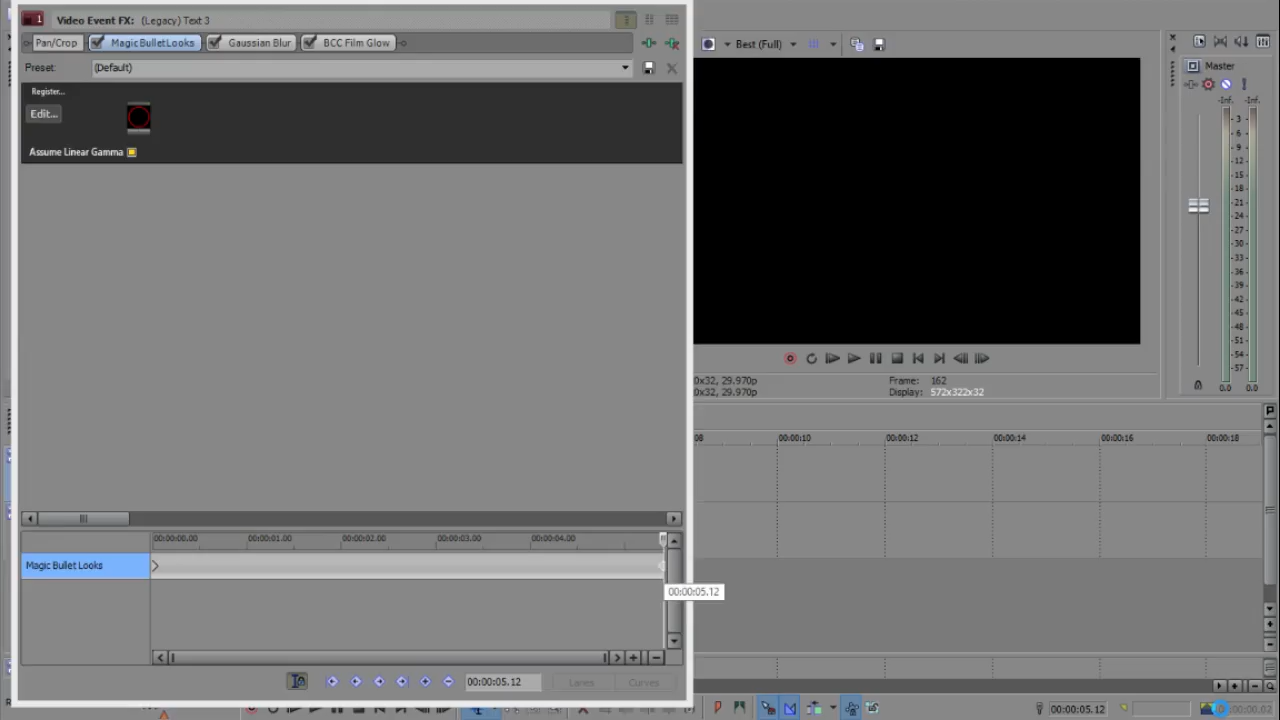 Video Event FX: (Legacy) Text 3
Pan/Crop MagicBulletLooks Gaussian Blur BCC Film Glow
Preset: (Default)
Register...
Edit...
Assume Linear Gamma
Best (Full)
Master
-Inf. -Inf.
3
6
9
12
15
18
21
24
27
30
33
36
39
42
45
48
51
54
57
0.0 0.0
0x32, 29.970p Frame: 162
0x32, 29.970p Display: 572x322x32
08 00:00:10 00:00:12 00:00:14 00:00:16 00:00:18
00:00:00.00 00:00:01.00 00:00:02.00 00:00:03.00 00:00:04.00
Magic Bullet Looks
00:00:05.12
00:00:05.12 Lanes Curves
00:00:05.12 00:00:00.02